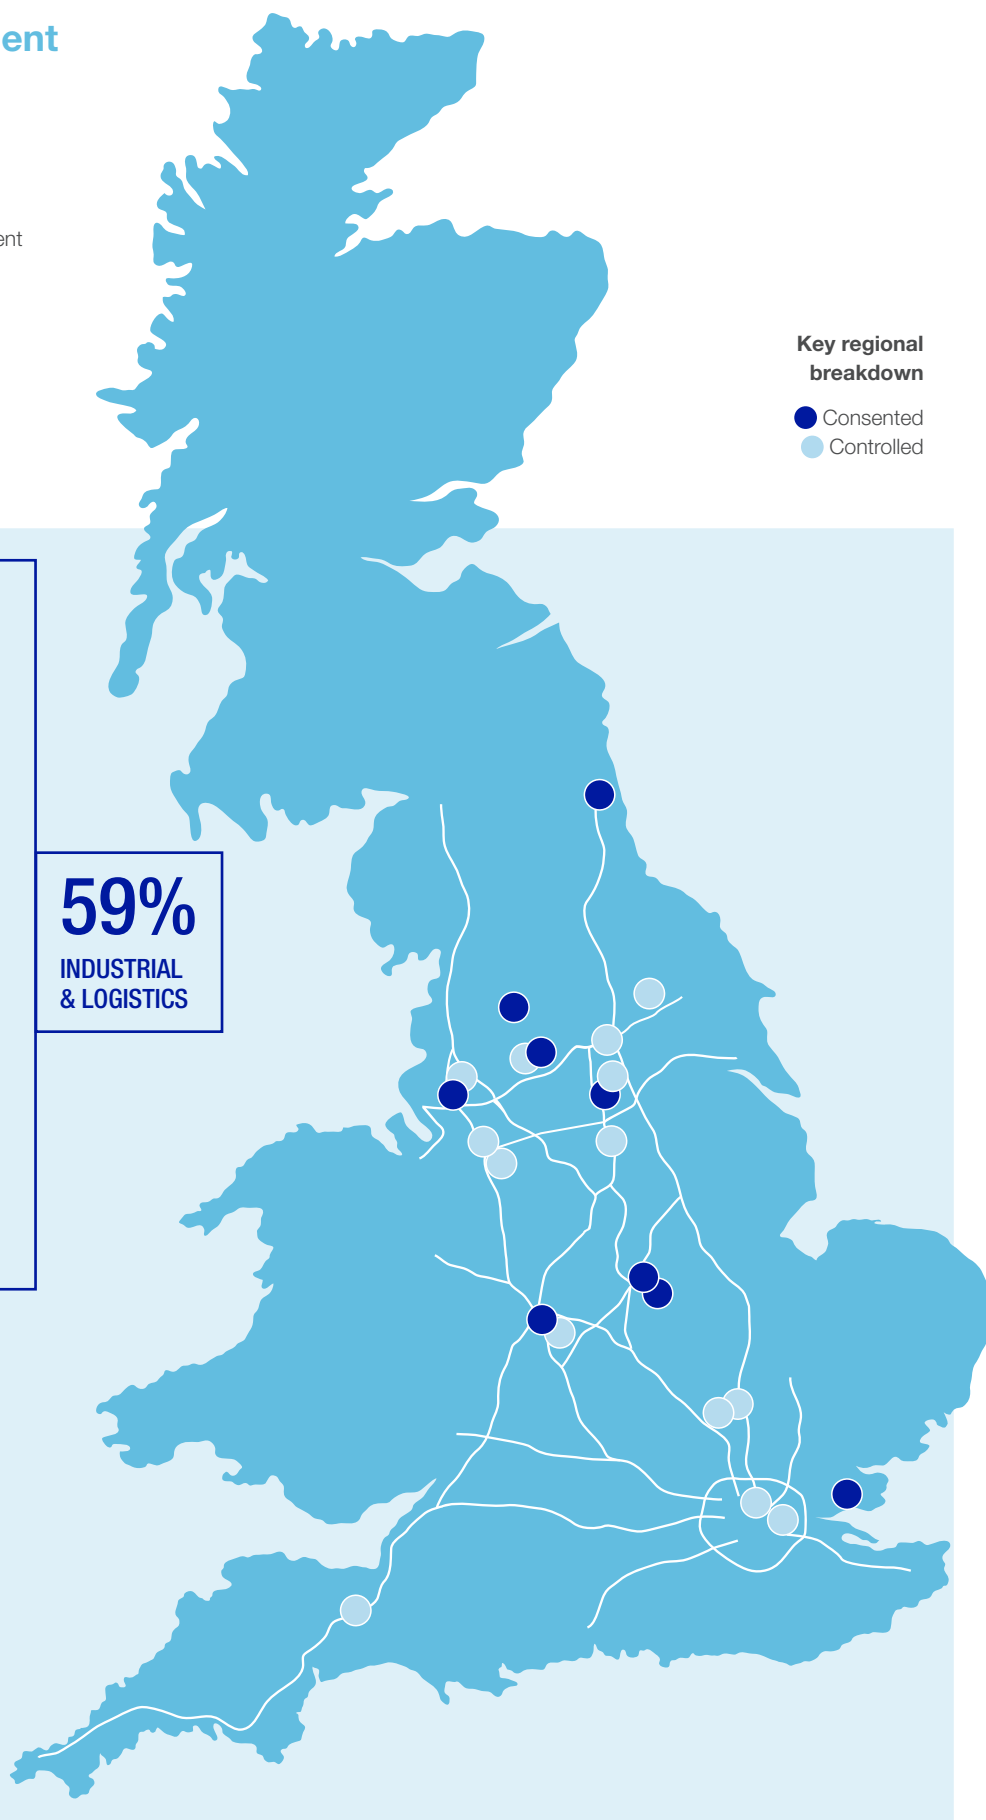 ent
ent
Key regional
breakdown
Consented
Controlled
59%
INDUSTRIAL
& LOGISTICS